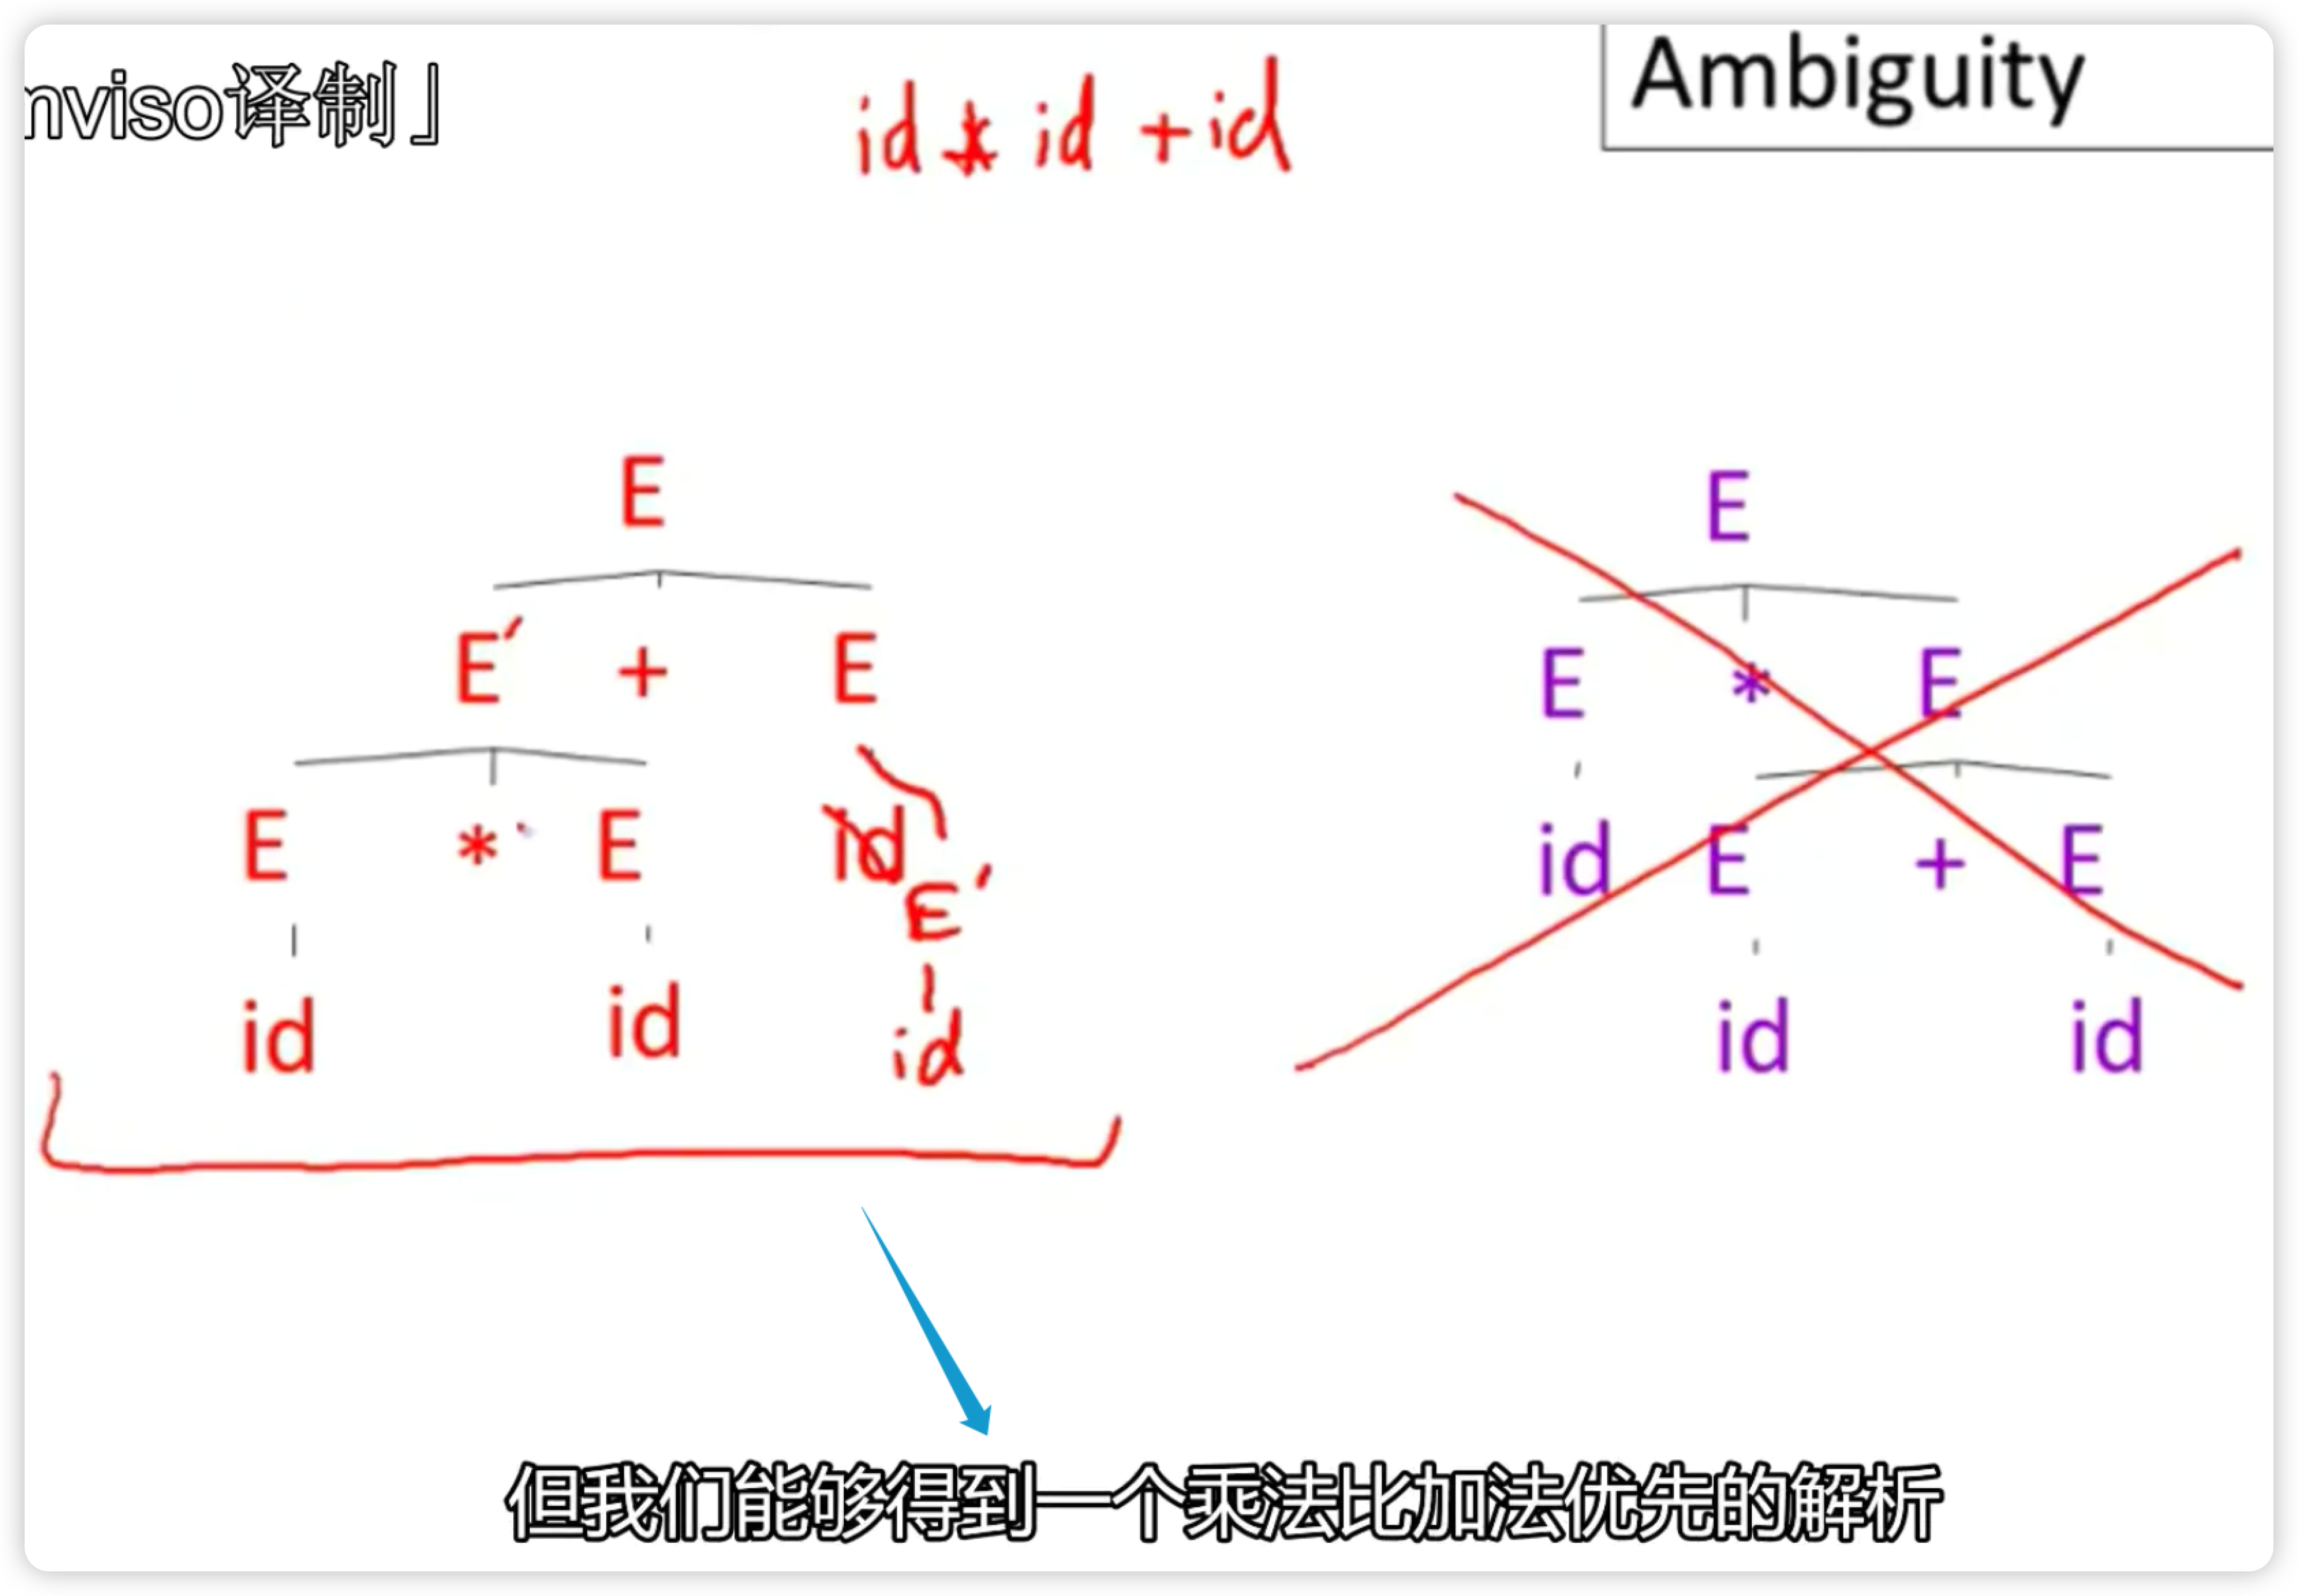 nviso译制」
Ambiguity
id * id + id
E
E' + E
E * E id
E'
id id id
E
E * E
id E + E
id id
但我们能够得到一个乘法比加法优先的解析